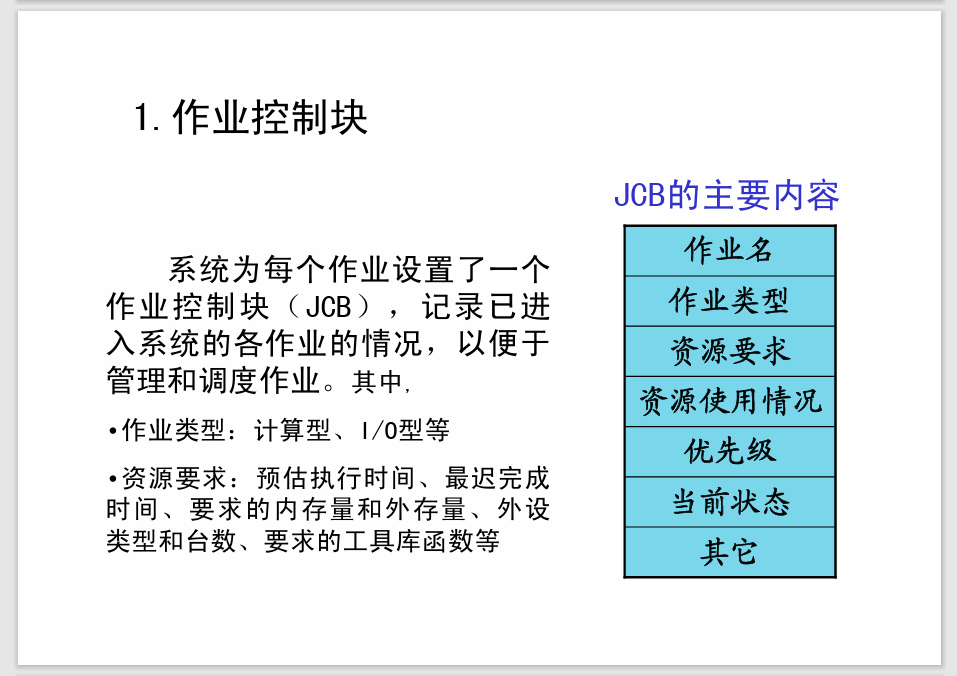 1.作业控制块
系统为每个作业设置了一个
作业控制块（JCB），记录已进
入系统的各作业的情况，以便于
管理和调度作业。其中,
•作业类型：计算型、I/O型等
•资源要求：预估执行时间、最迟完成
时间、要求的内存量和外存量、外设
类型和台数、要求的工具库函数等
JCB的主要内容
作业名
作业类型
资源要求
资源使用情况
优先级
当前状态
其它